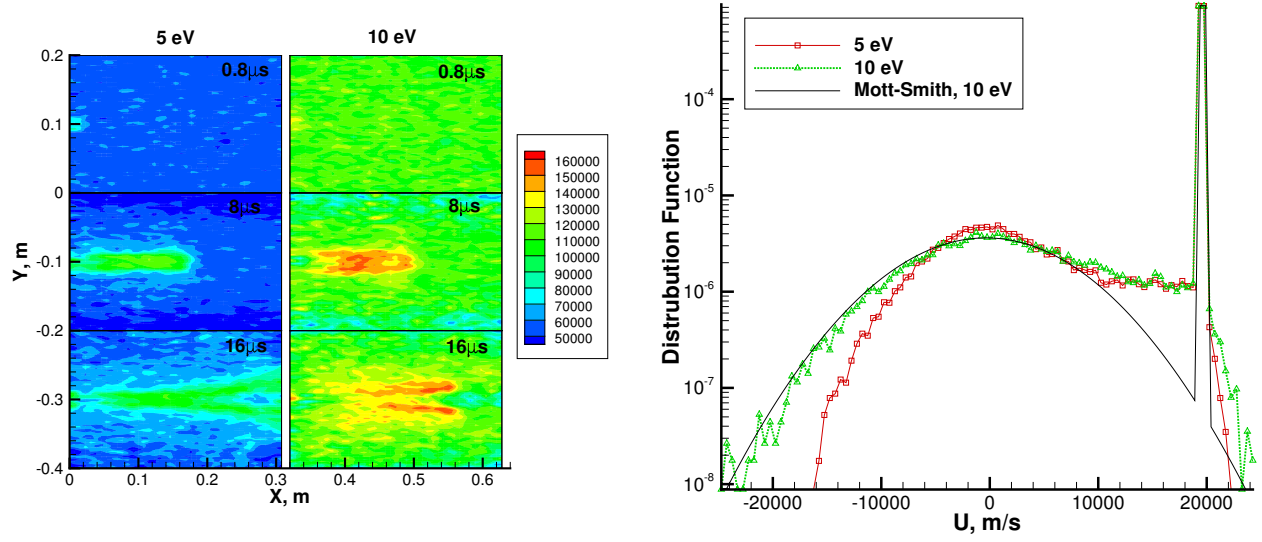 5 eV 10 eV
0.2
0.1
0
-0.1
-0.2
-0.3
-0.4
Y, m
0.8μs 0.8μs
8μs 8μs
16μs 16μs
0 0.1 0.2 0.3 0.4 0.5 0.6
X, m
160000
150000
140000
130000
120000
110000
100000
90000
80000
70000
60000
50000
5 eV
10 eV
Mott-Smith, 10 eV
Distrubution Function
10-4
10-5
10-6
10-7
10-8
-20000 -10000 0 10000 20000
U, m/s